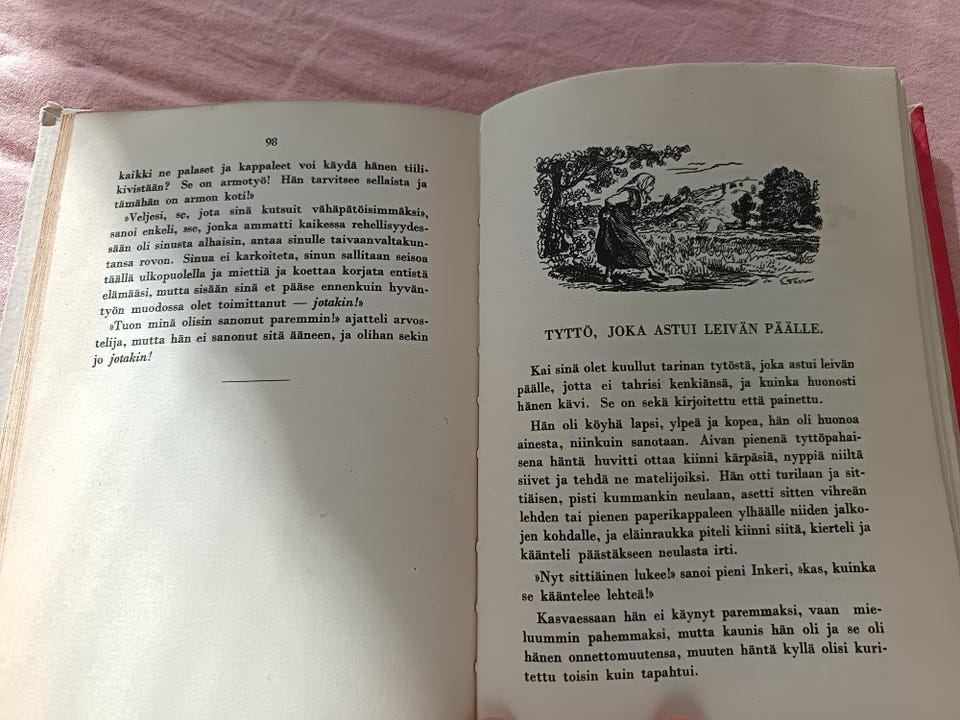 98
kaikki ne palaset ja kappaleet voi käydä hänen tiili-
kivistään? Se on armotyö! Hän tarvitsee sellaista ja
tämähän on armon koti!»
»Veljesi, se, jota sinä kutsuit vähäpätöisimmäksi»,
sanoi enkeli, »se, jonka ammatti kaikessa rehellisyydes-
sään oli sinusta alhaisin, antaa sinulle taivaanvaltakun-
tansa rovon. Sinua ei karkoiteta, sinun sallitaan seisoa
täällä ulkopuolella ja miettiä ja koettaa korjata entistä
elämääsi, mutta sisään sinä et pääse ennenkuin hyvän-
työn muodossa olet toimittanut — jotakin!»
»Tuon minä olisin sanonut paremmin!» ajatteli arvos-
telija, mutta hän ei sanonut sitä ääneen, ja olihan sekin
jo jotakin!
TYTTÖ, JOKA ASTUI LEIVÄN PÄÄLLE.
Kai sinä olet kuullut tarinan tytöstä, joka astui leivän
päälle, jotta ei tahrisi kenkiänsä, ja kuinka huonosti
hänen kävi. Se on sekä kirjoitettu että painettu.
Hän oli köyhä lapsi, ylpeä ja kopea, hän oli huonoa
ainesta, niinkuin sanotaan. Aivan pienenä tyttöpahai-
sena häntä huvitti ottaa kiinni kärpäsiä, nyppiä niiltä
siivet ja tehdä ne matelijoiksi. Hän otti turilaan ja sit-
tiäisen, pisti kummankin neulaan, asetti sitten vihreän
lehden tai pienen paperikappaleen ylhäälle niiden jalko-
jen kohdalle, ja eläinraukka piteli kiinni siitä, kierteli ja
käänteli päästäkseen neulasta irti.
»Nyt sittiäinen lukee!» sanoi pieni Inkeri, »kas, kuinka
se kääntelee lehteä!»
Kasvaessaan hän ei käynyt paremmaksi, vaan mie-
luummin pahemmaksi, mutta kaunis hän oli ja se oli
hänen onnettomuutensa, muuten häntä kyllä olisi kuri-
tettu toisin kuin tapahtui.